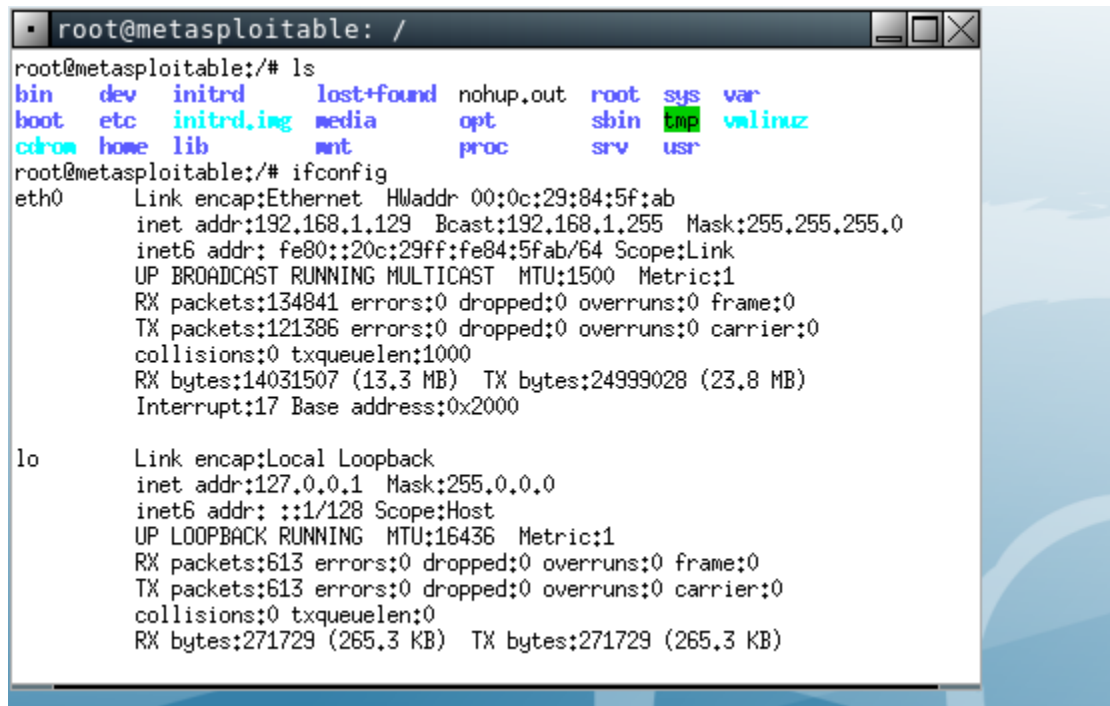 root@metasploitable: /
root@metasploitable:/# ls
bin    dev   initrd      lost+found  nohup.out  root  sys  var
boot   etc   initrd.img  media       opt        sbin  tmp  vmlinuz
cdrom  home  lib         mnt         proc       srv   usr
root@metasploitable:/# ifconfig
eth0      Link encap:Ethernet  HWaddr 00:0c:29:84:5f:ab
          inet addr:192.168.1.129  Bcast:192.168.1.255  Mask:255.255.255.0
          inet6 addr: fe80::20c:29ff:fe84:5fab/64 Scope:Link
          UP BROADCAST RUNNING MULTICAST  MTU:1500  Metric:1
          RX packets:134841 errors:0 dropped:0 overruns:0 frame:0
          TX packets:121386 errors:0 dropped:0 overruns:0 carrier:0
          collisions:0 txqueuelen:1000
          RX bytes:14031507 (13.3 MB)  TX bytes:24999028 (23.8 MB)
          Interrupt:17 Base address:0x2000

lo        Link encap:Local Loopback
          inet addr:127.0.0.1  Mask:255.0.0.0
          inet6 addr: ::1/128 Scope:Host
          UP LOOPBACK RUNNING  MTU:16436  Metric:1
          RX packets:613 errors:0 dropped:0 overruns:0 frame:0
          TX packets:613 errors:0 dropped:0 overruns:0 carrier:0
          collisions:0 txqueuelen:0
          RX bytes:271729 (265.3 KB)  TX bytes:271729 (265.3 KB)